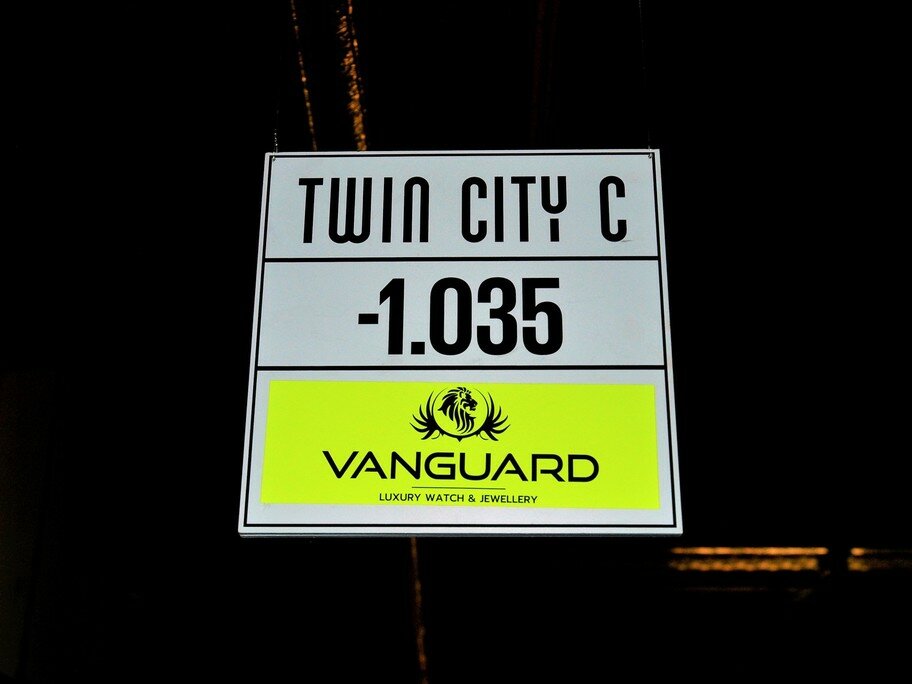 TWIN CITY C
-1.035
VANGUARD
LUXURY WATCH & JEWELLERY